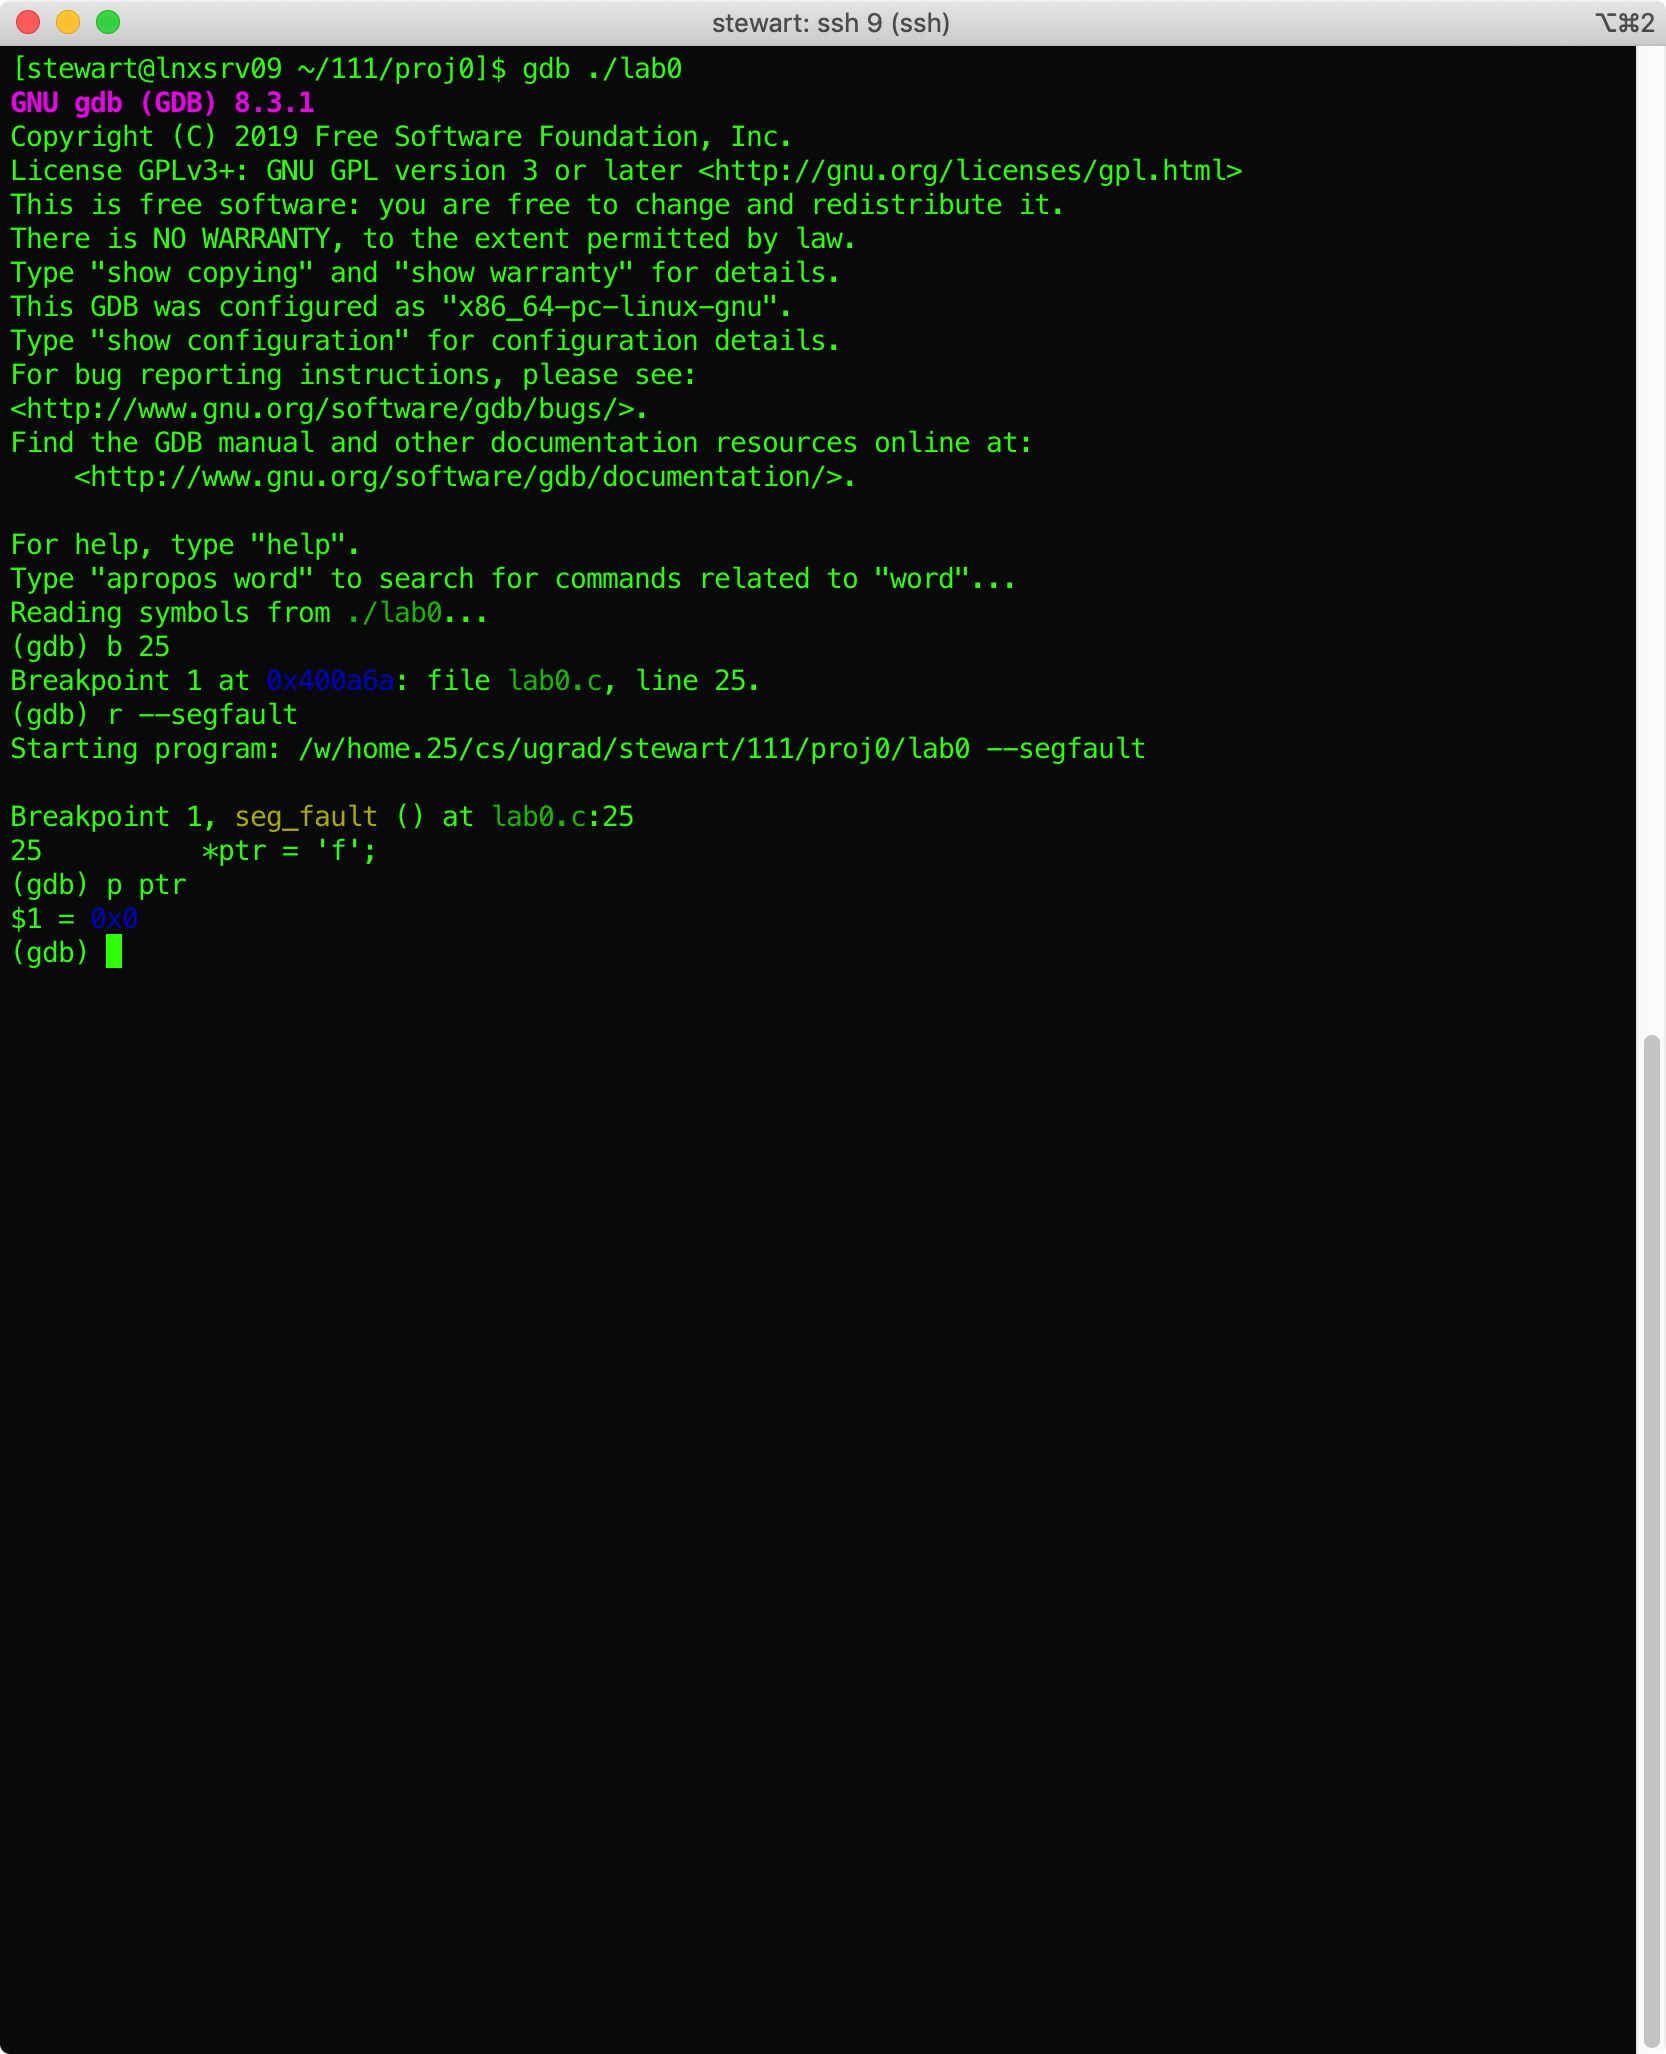 stewart: ssh 9 (ssh)
⌥⌘2
[stewart@lnxsrv09 ~/111/proj0]$ gdb ./lab0
GNU gdb (GDB) 8.3.1
Copyright (C) 2019 Free Software Foundation, Inc.
License GPLv3+: GNU GPL version 3 or later <http://gnu.org/licenses/gpl.html>
This is free software: you are free to change and redistribute it.
There is NO WARRANTY, to the extent permitted by law.
Type "show copying" and "show warranty" for details.
This GDB was configured as "x86_64-pc-linux-gnu".
Type "show configuration" for configuration details.
For bug reporting instructions, please see:
<http://www.gnu.org/software/gdb/bugs/>.
Find the GDB manual and other documentation resources online at:
    <http://www.gnu.org/software/gdb/documentation/>.

For help, type "help".
Type "apropos word" to search for commands related to "word"...
Reading symbols from ./lab0...
(gdb) b 25
Breakpoint 1 at 0x400a6a: file lab0.c, line 25.
(gdb) r --segfault
Starting program: /w/home.25/cs/ugrad/stewart/111/proj0/lab0 --segfault

Breakpoint 1, seg_fault () at lab0.c:25
25          *ptr = 'f';
(gdb) p ptr
$1 = 0x0
(gdb)